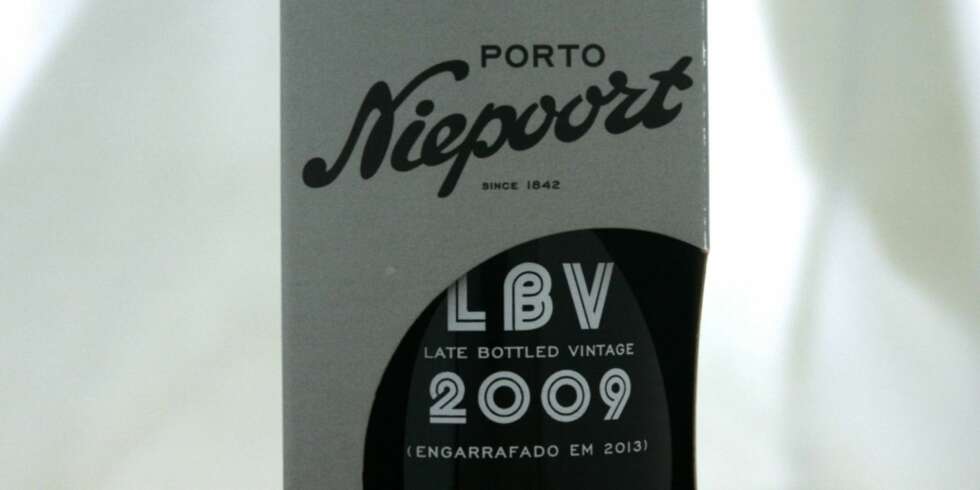 PORTO
Niepoort
SINCE 1842
LBV
LATE BOTTLED VINTAGE
2009
(ENGARRAFADO EM 2013)